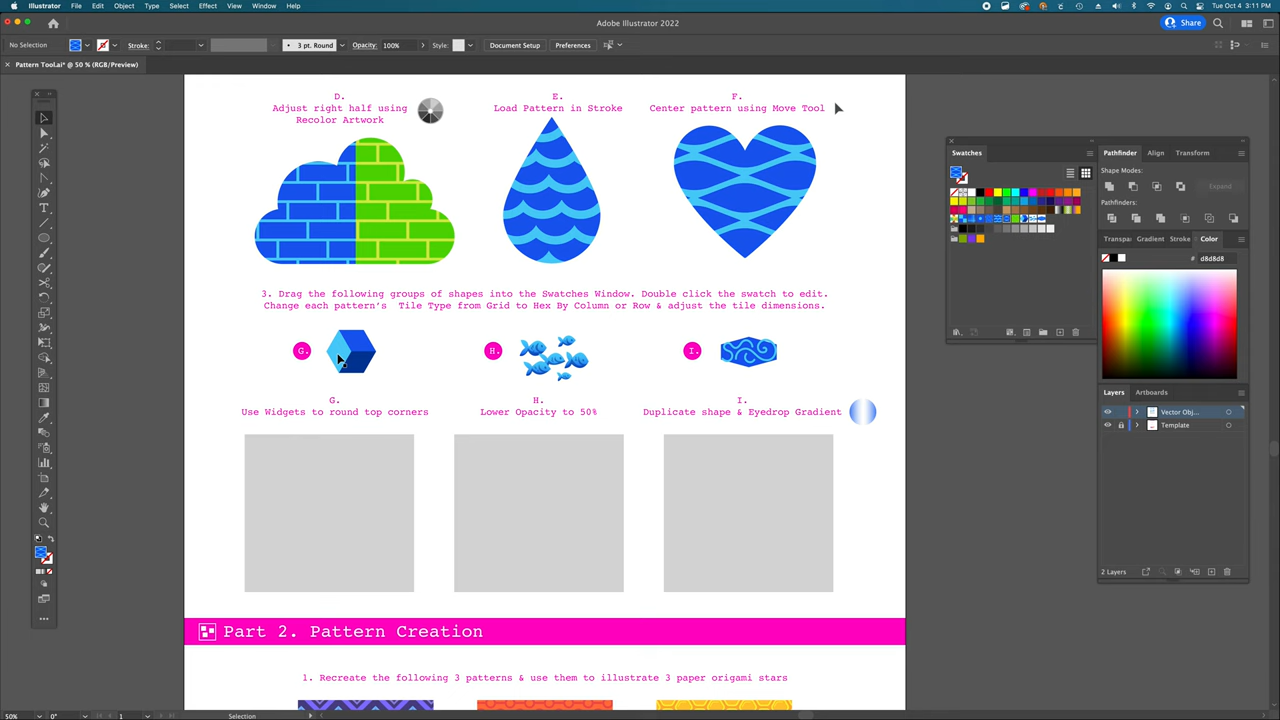 Illustrator File Edit Object Type Select Effect View Window Help
Tue Oct 4 3:11 PM
Adobe Illustrator 2022
Share
No Selection
Stroke:
3 pt. Round
Opacity: 100%
Style:
Document Setup
Preferences
Pattern Tool.ai* @ 50 % (RGB/Preview)
D.
Adjust right half using
Recolor Artwork
E.
Load Pattern in Stroke
F.
Center pattern using Move Tool
3. Drag the following groups of shapes into the Swatches Window. Double click the swatch to edit.
Change each pattern's Tile Type from Grid to Hex By Column or Row & adjust the tile dimensions.
G.
H.
I.
G.
Use Widgets to round top corners
H.
Lower Opacity to 50%
I.
Duplicate shape & Eyedrop Gradient
Part 2. Pattern Creation
1. Recreate the following 3 patterns & use them to illustrate 3 paper origami stars
Swatches
Pathfinder Align Transform
Shape Modes:
Expand
Pathfinders:
Transpa Gradient Stroke Color
# d8d8d8
Layers Artboards
Vector Obj...
Template
2 Layers
50%
0°
1
Selection